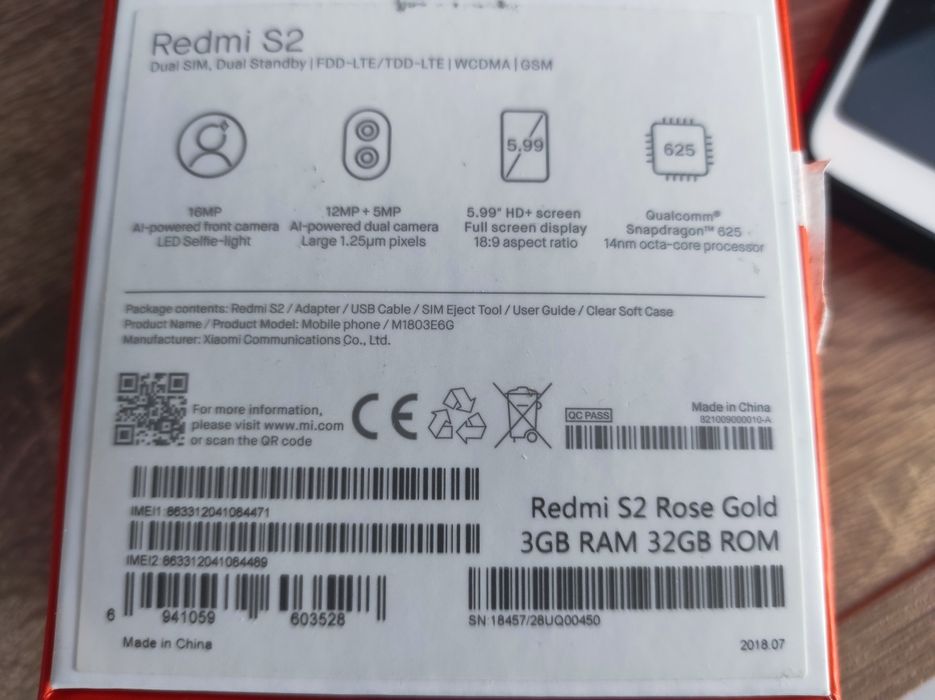 Redmi S2
Dual SIM, Dual Standby | FDD-LTE/TDD-LTE | WCDMA | GSM
5.99
625
16MP
AI-powered front camera
LED Selfie-light
12MP + 5MP
AI-powered dual camera
Large 1.25µm pixels
5.99" HD+ screen
Full screen display
18:9 aspect ratio
Qualcomm®
Snapdragon™ 625
14nm octa-core processor
Package contents: Redmi S2 / Adapter / USB Cable / SIM Eject Tool / User Guide / Clear Soft Case
Product Name / Product Model: Mobile phone / M1803E6G
Manufacturer: Xiaomi Communications Co., Ltd.
For more information,
please visit www.mi.com
or scan the QR code
CE
QC PASS
Made in China
821009000010-A
IMEI1:863312041084471
IMEI2:863312041084489
6 941059 603528
Made in China
Redmi S2 Rose Gold
3GB RAM 32GB ROM
SN:18457/28UQ00450
2018.07